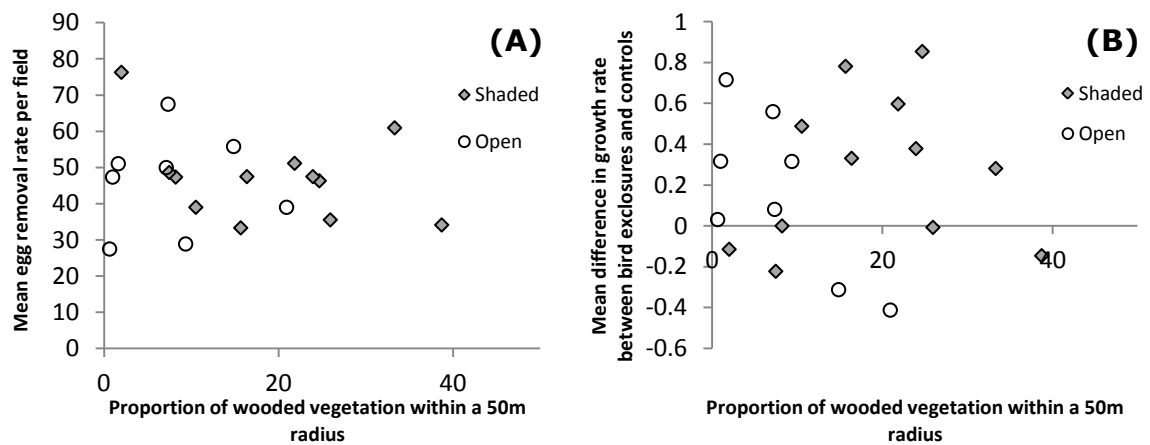 (A)
Mean egg removal rate per field
90
80
70
60
50
40
30
20
10
0
Shaded
Open
0 20 40
Proportion of wooded vegetation within a 50m
radius
(B)
Mean difference in growth rate
between bird exclosures and controls
1
0.8
0.6
0.4
0.2
0
-0.2
-0.4
-0.6
Shaded
Open
0 20 40
Proportion of wooded vegetation within a 50m
radius